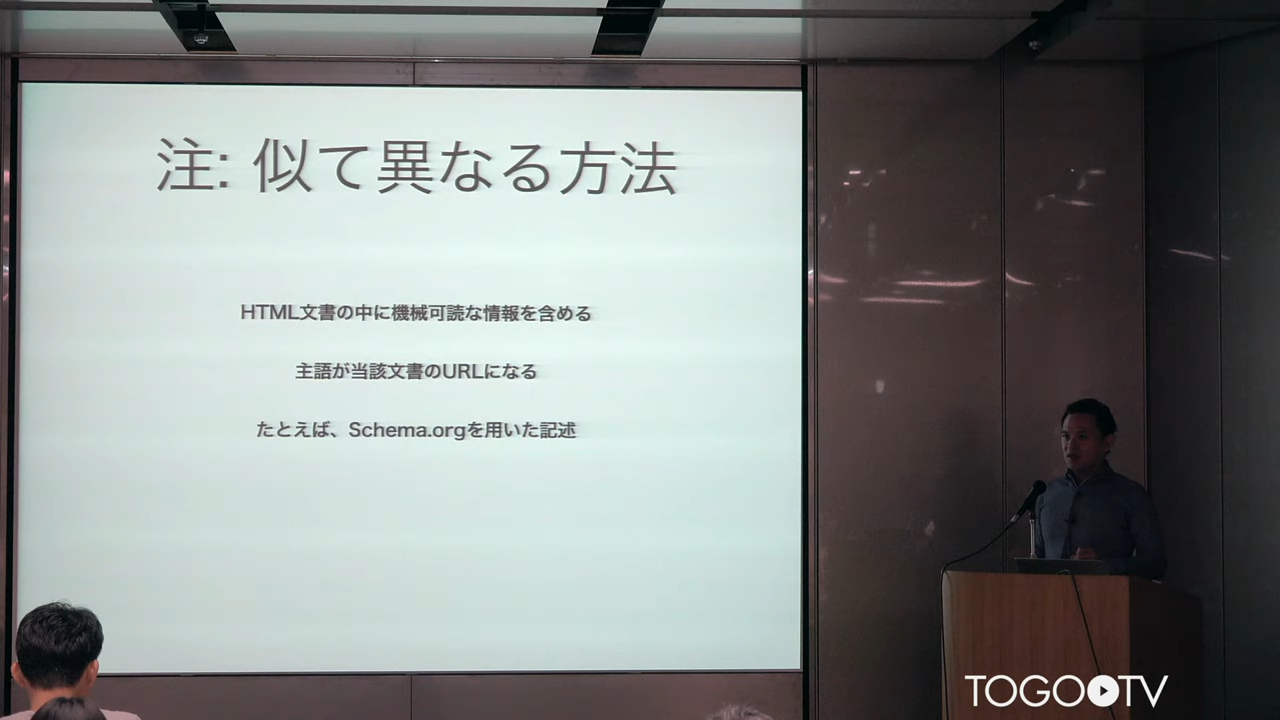 注: 似て異なる方法
HTML文書の中に機械可読な情報を含める
主語が当該文書のURLになる
たとえば、Schema.orgを用いた記述
TOGOTV